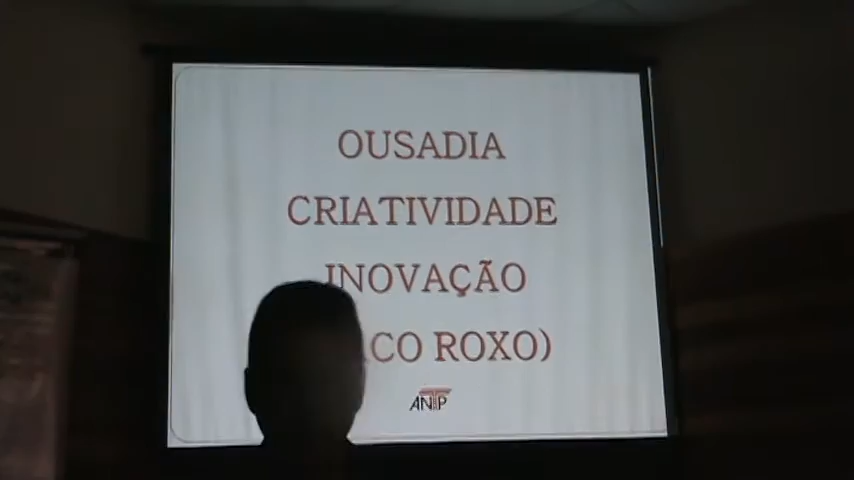 OUSADIA
CRIATIVIDADE
INOVAÇÃO
CO ROXO)
ANTP